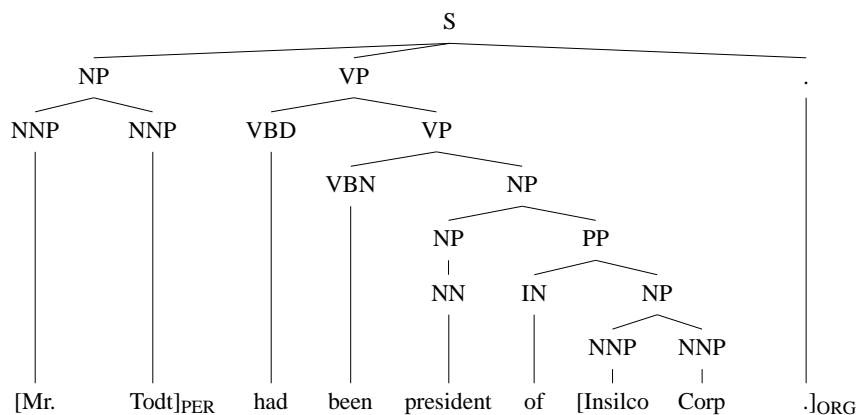 S
NP VP .
NNP NNP VBD VP
VBN NP
NP PP
NN IN NP
NNP NNP
[Mr. Todt]PER had been president of [Insilco Corp .]ORG